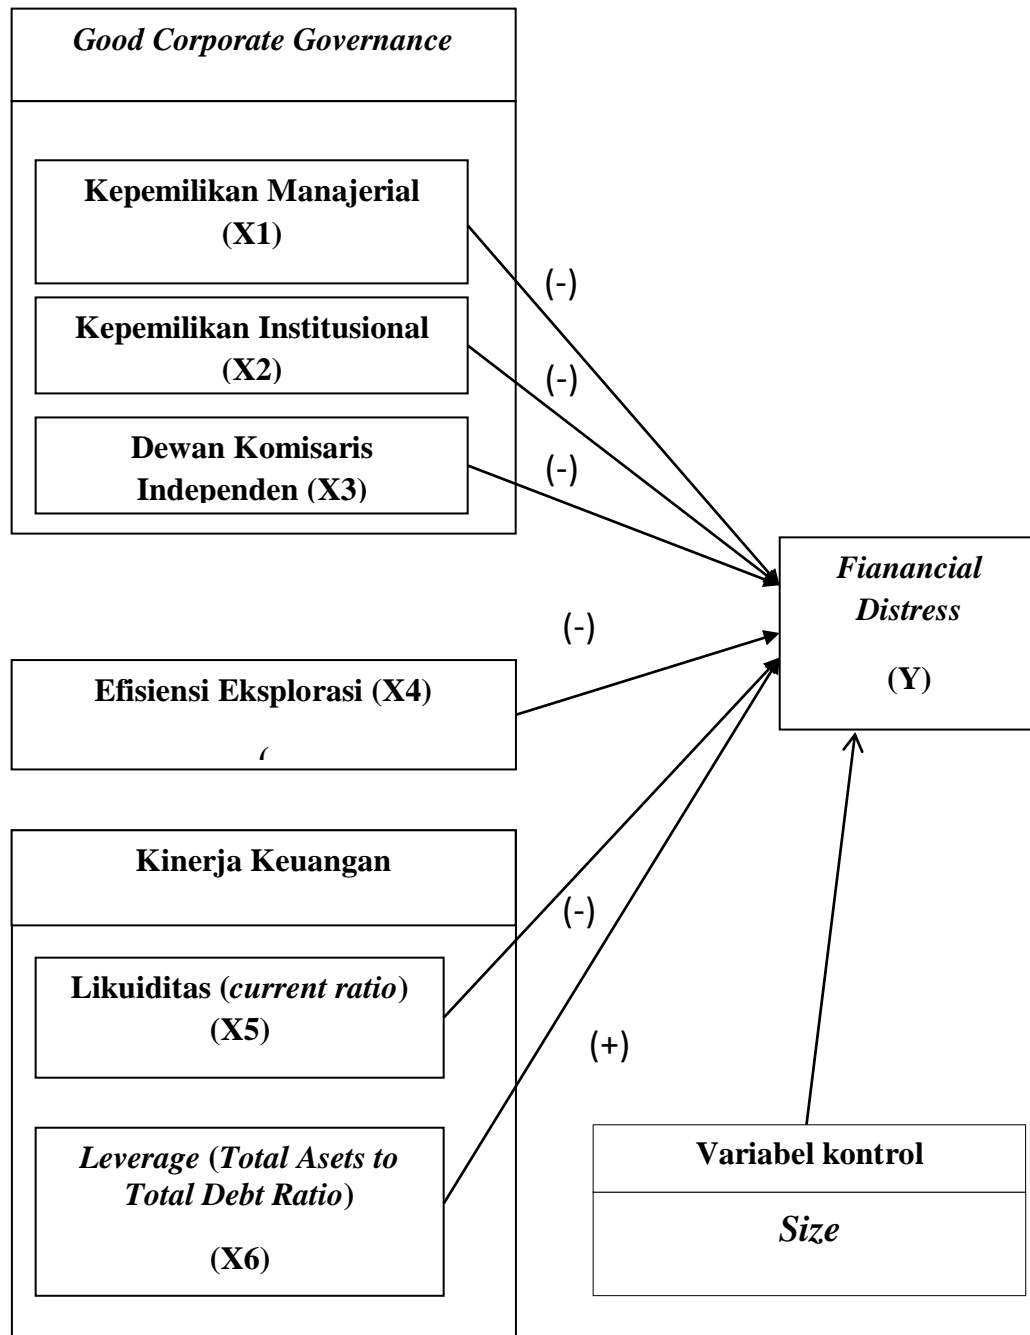 Good Corporate Governance
Kepemilikan Manajerial
(X1)
(-)
Kepemilikan Institusional
(X2)
(-)
Dewan Komisaris
Independen (X3)
(-)
Fianancial
Distress
(Y)
(-)
Efisiensi Eksplorasi (X4)
(
Kinerja Keuangan
(-)
Likuiditas (current ratio)
(X5)
(+)
Leverage (Total Asets to
Total Debt Ratio)
(X6)
Variabel kontrol
Size